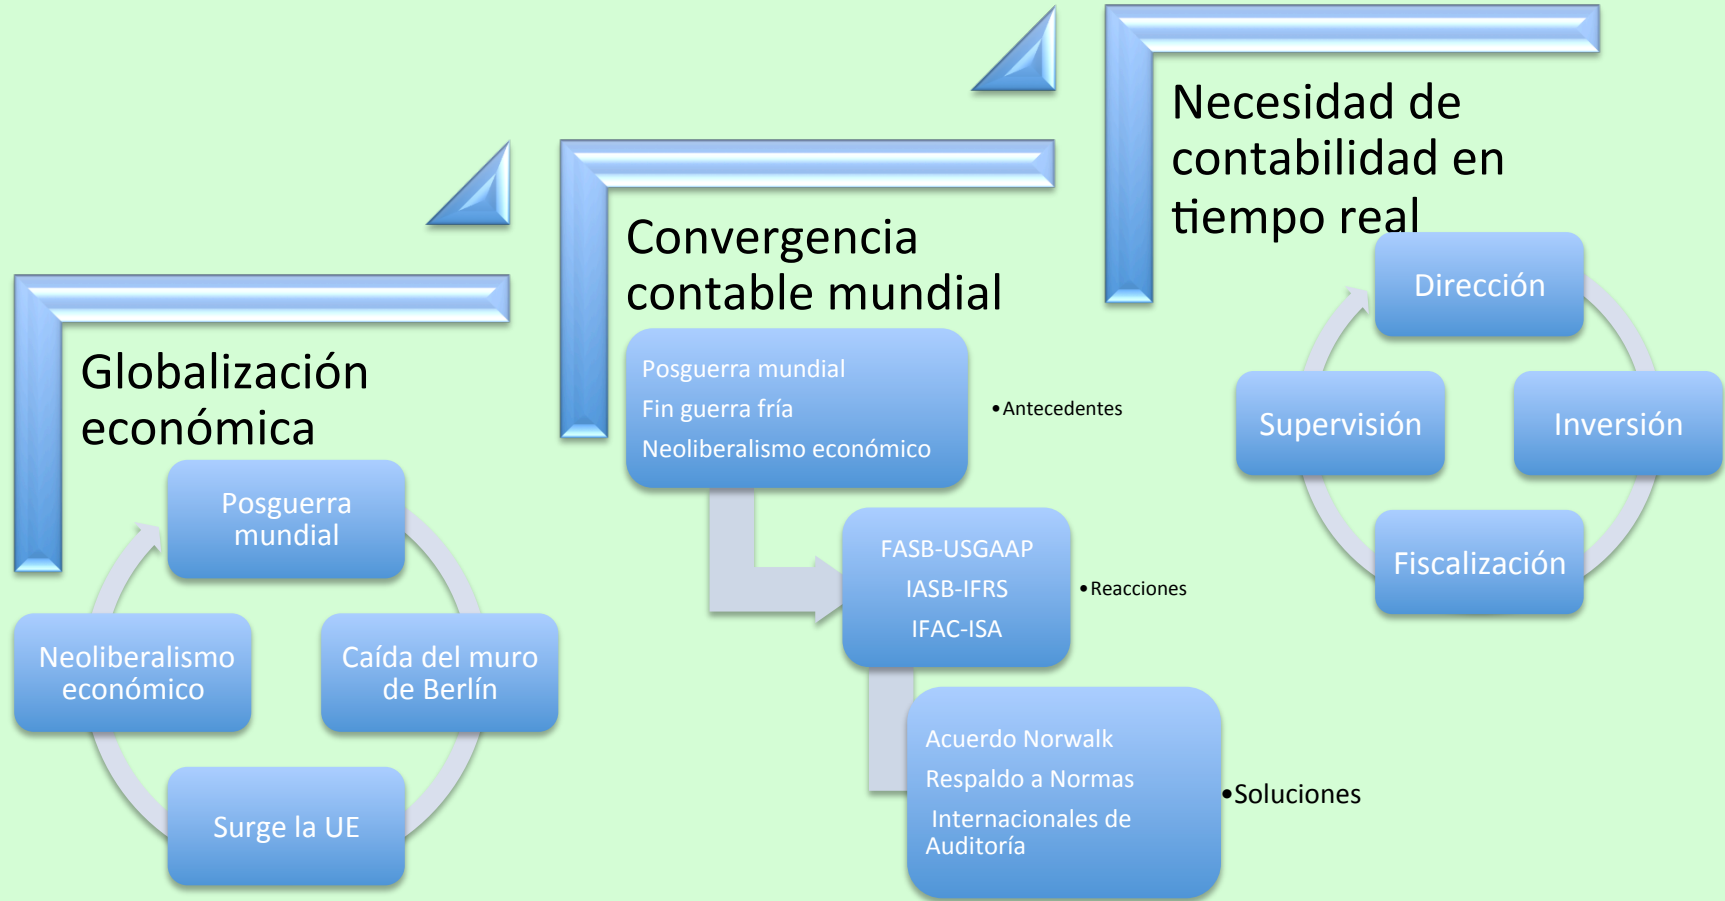 Globalización
económica
Posguerra
mundial
Caída del muro
de Berlín
Surge la UE
Neoliberalismo
económico
Convergencia
contable mundial
Posguerra mundial
Fin guerra fría
Neoliberalismo económico
•Antecedentes
FASB-USGAAP
IASB-IFRS
IFAC-ISA
•Reacciones
Acuerdo Norwalk
Respaldo a Normas
Internacionales de
Auditoría
•Soluciones
Necesidad de
contabilidad en
tiempo real
Dirección
Inversión
Fiscalización
Supervisión